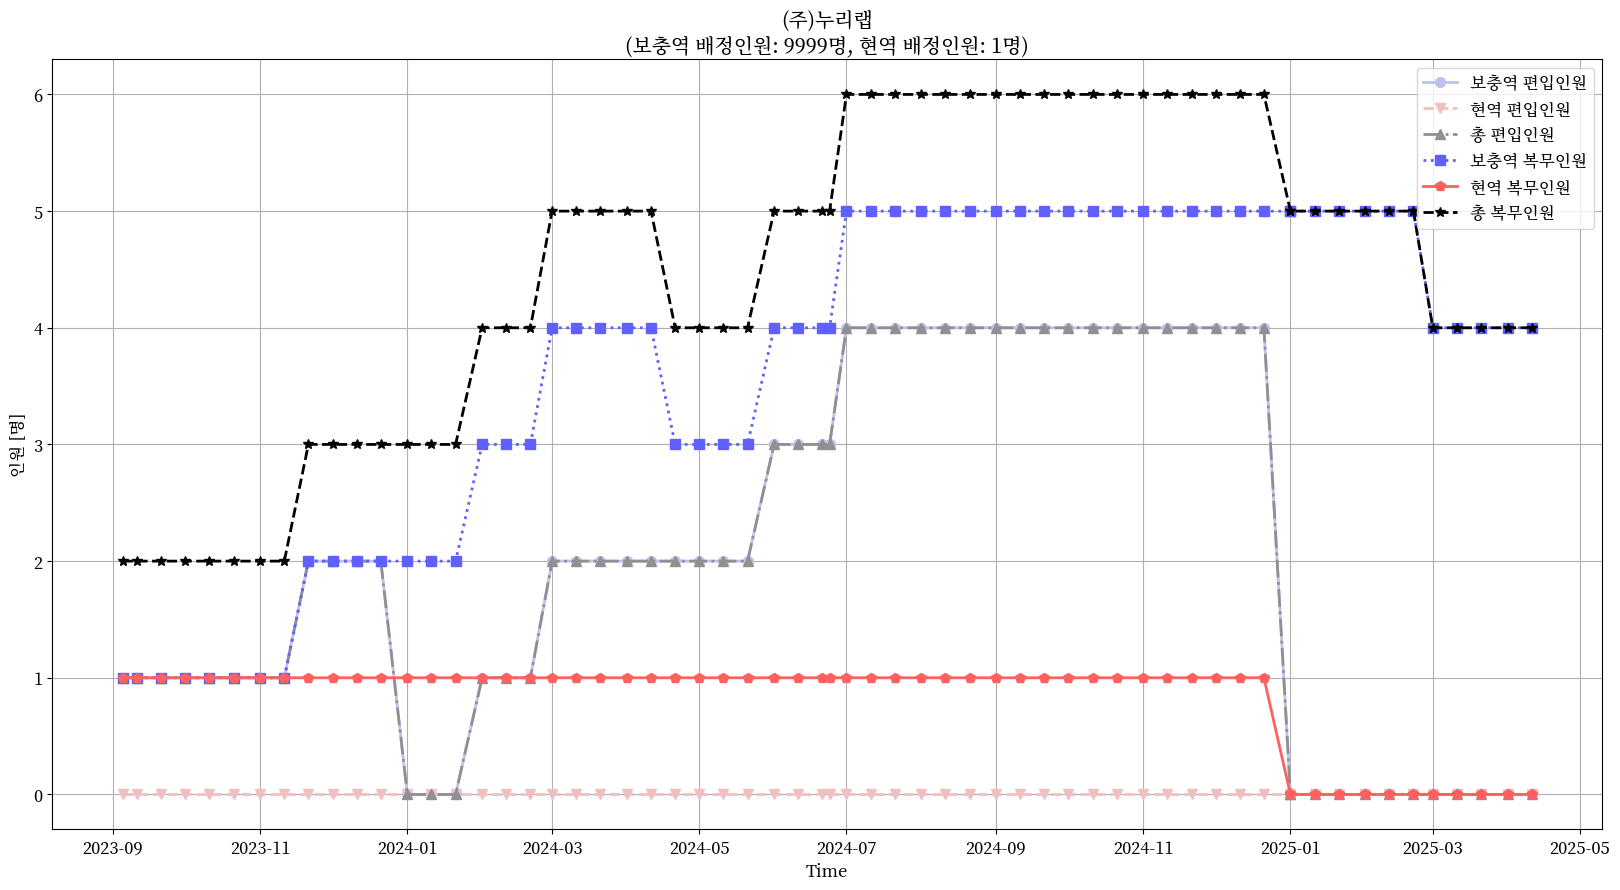 (주)누리랩
(보충역 배정인원: 9999명, 현역 배정인원: 1명)
보충역 편입인원
현역 편입인원
총 편입인원
보충역 복무인원
현역 복무인원
총 복무인원
인원 [명]
6
5
4
3
2
1
0
2023-09
2023-11
2024-01
2024-03
2024-05
2024-07
2024-09
2024-11
2025-01
2025-03
2025-05
Time